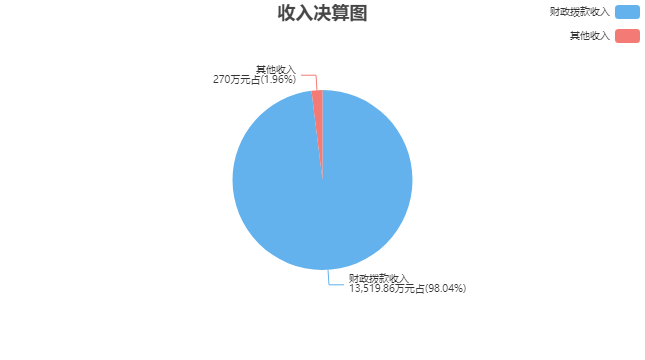 收入决算图
财政拨款收入
其他收入
其他收入
270万元占(1.96%)
财政拨款收入
13,519.86万元占(98.04%)